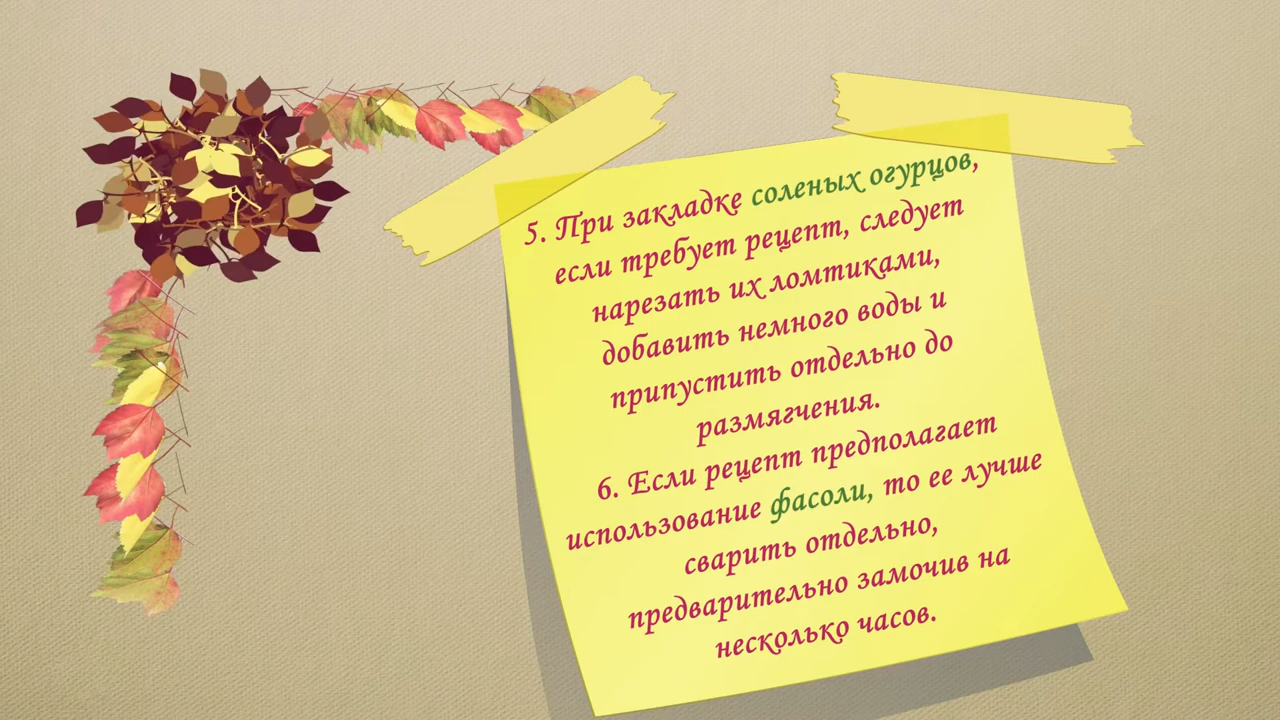 5. При закладке соленых огурцов,
если требует рецепт, следует
нарезать их ломтиками,
добавить немного воды и
припустить отдельно до
размягчения.
6. Если рецепт предполагает
использование фасоли, то ее лучше
сварить отдельно,
предварительно замочив на
несколько часов.